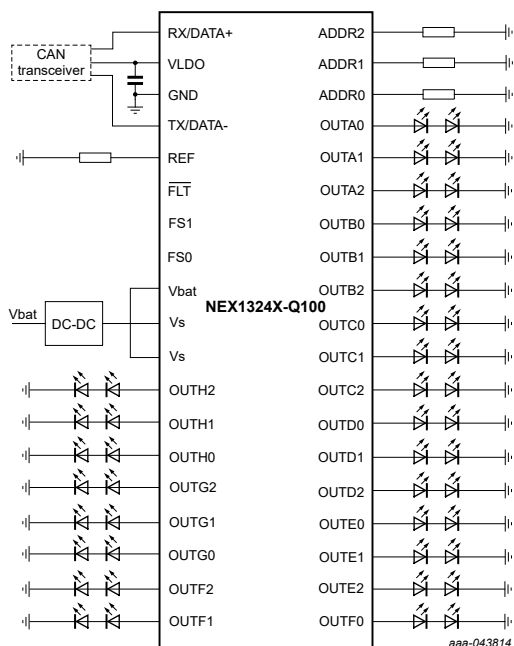 CAN
transceiver
RX/DATA+
VLDO
GND
TX/DATA-
REF
FLT
FS1
FS0
Vbat
Vs
Vs
OUTH2
OUTH1
OUTH0
OUTG2
OUTG1
OUTG0
OUTF2
OUTF1
Vbat
DC-DC
NEX1324X-Q100
ADDR2
ADDR1
ADDR0
OUTA0
OUTA1
OUTA2
OUTB0
OUTB1
OUTB2
OUTC0
OUTC1
OUTC2
OUTD0
OUTD1
OUTD2
OUTE0
OUTE1
OUTE2
OUTF0
aaa-043814